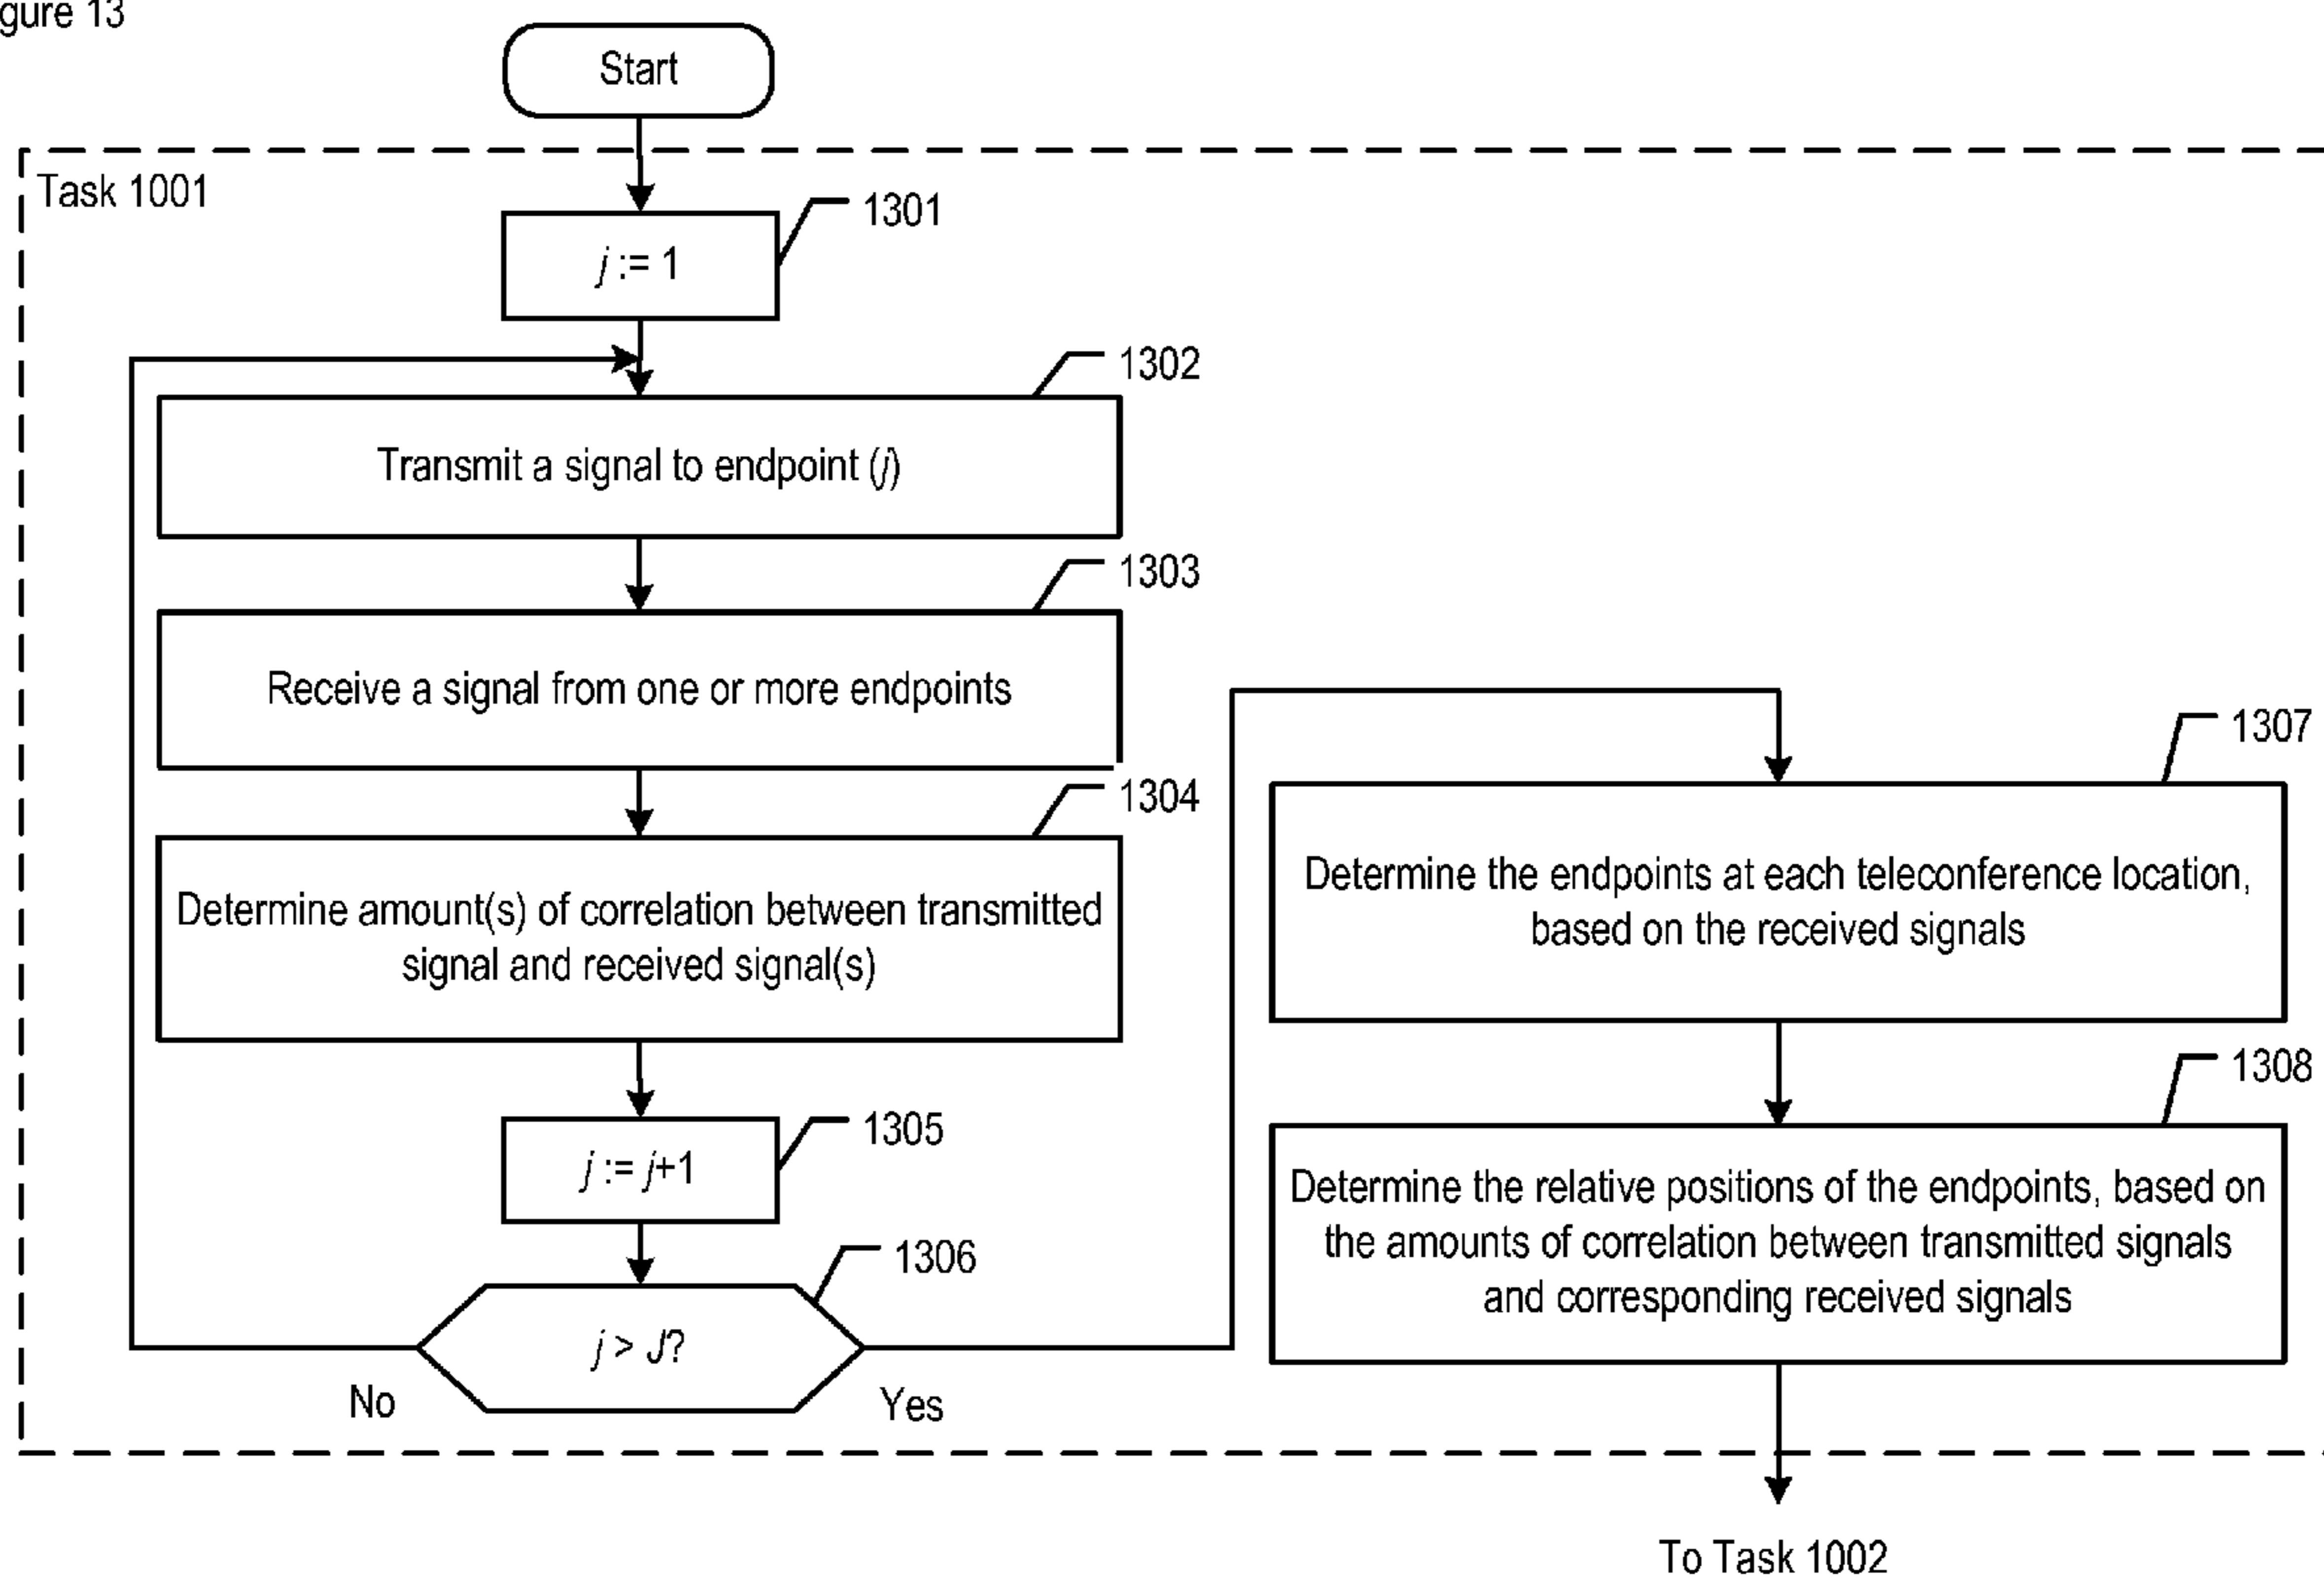 gure 13
Start
Task 1001
1301
j := 1
1302
Transmit a signal to endpoint (j)
1303
Receive a signal from one or more endpoints
1304
Determine amount(s) of correlation between transmitted
signal and received signal(s)
1305
j := j+1
1306
j > J?
No
Yes
1307
Determine the endpoints at each teleconference location,
based on the received signals
1308
Determine the relative positions of the endpoints, based on
the amounts of correlation between transmitted signals
and corresponding received signals
To Task 1002